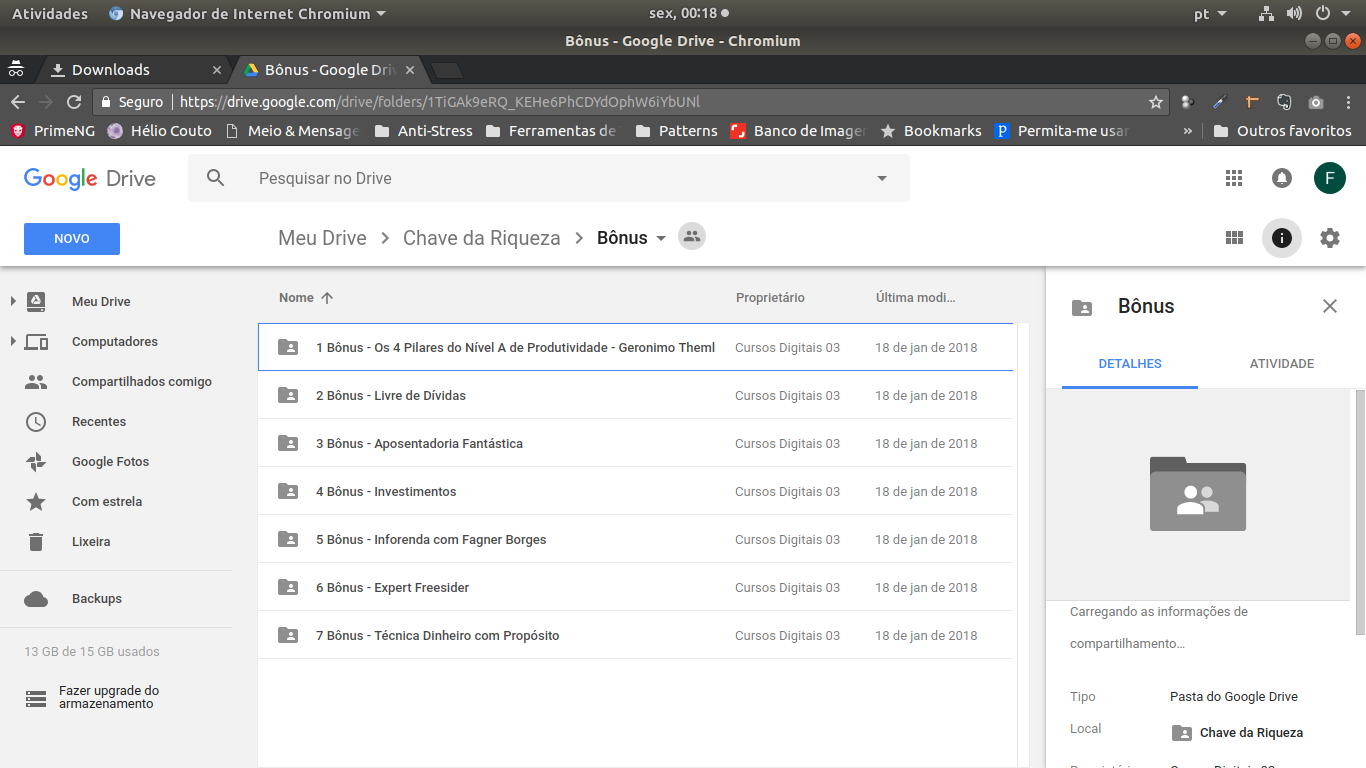 Atividades Navegador de Internet Chromium sex, 00:18 pt
Bônus - Google Drive - Chromium
Downloads Bônus - Google Driv
Seguro https://drive.google.com/drive/folders/1TiGAk9eRQ_KEHe6PhCDYdOphW6iYbUNl
PrimeNG Hélio Couto Meio & Mensage Anti-Stress Ferramentas de Patterns Banco de Imager Bookmarks Permita-me usar » Outros favoritos
Google Drive Pesquisar no Drive F
NOVO Meu Drive Chave da Riqueza Bônus
Meu Drive
Computadores
Compartilhados comigo
Recentes
Google Fotos
Com estrela
Lixeira
Backups
13 GB de 15 GB usados
Fazer upgrade do
armazenamento
Nome Proprietário Última modi...
1 Bônus - Os 4 Pilares do Nível A de Produtividade - Geronimo Theml Cursos Digitais 03 18 de jan de 2018
2 Bônus - Livre de Dívidas Cursos Digitais 03 18 de jan de 2018
3 Bônus - Aposentadoria Fantástica Cursos Digitais 03 18 de jan de 2018
4 Bônus - Investimentos Cursos Digitais 03 18 de jan de 2018
5 Bônus - Inforenda com Fagner Borges Cursos Digitais 03 18 de jan de 2018
6 Bônus - Expert Freesider Cursos Digitais 03 18 de jan de 2018
7 Bônus - Técnica Dinheiro com Propósito Cursos Digitais 03 18 de jan de 2018
Bônus
DETALHES ATIVIDADE
Carregando as informações de
compartilhamento...
Tipo Pasta do Google Drive
Local Chave da Riqueza